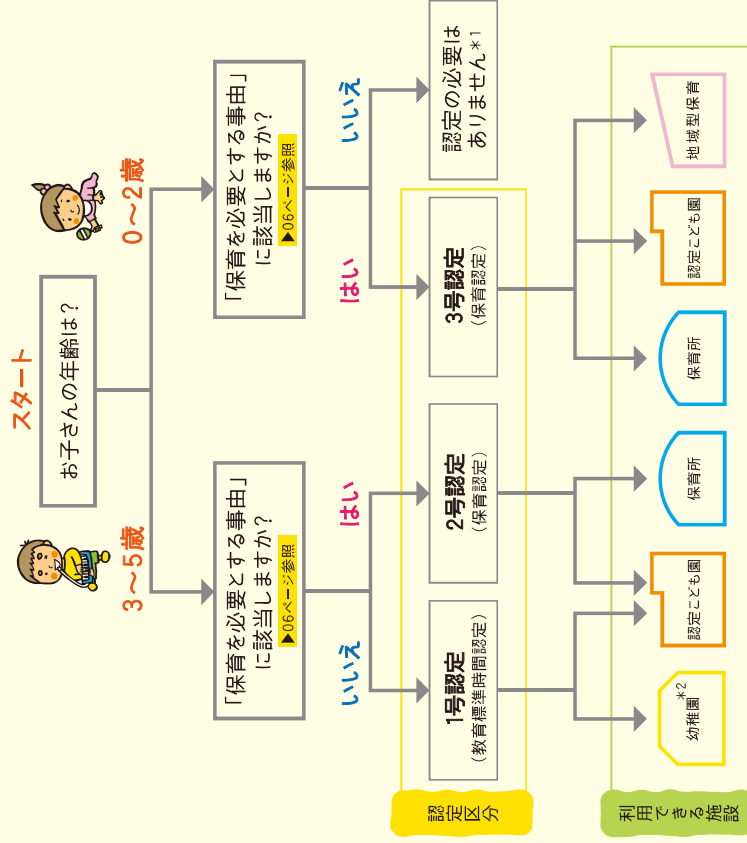 スタート
お子さんの年齢は？
3〜5歳
0〜2歳
「保育を必要とする事由」
に該当しますか？
▶06ページ参照
「保育を必要とする事由」
に該当しますか？
▶06ページ参照
いいえ
はい
はい
いいえ
認定区分
1号認定
（教育標準時間認定）
2号認定
（保育認定）
3号認定
（保育認定）
認定の必要は
ありません*1
利用できる施設
幼稚園*2
認定こども園
保育所
保育所
認定こども園
地域型保育